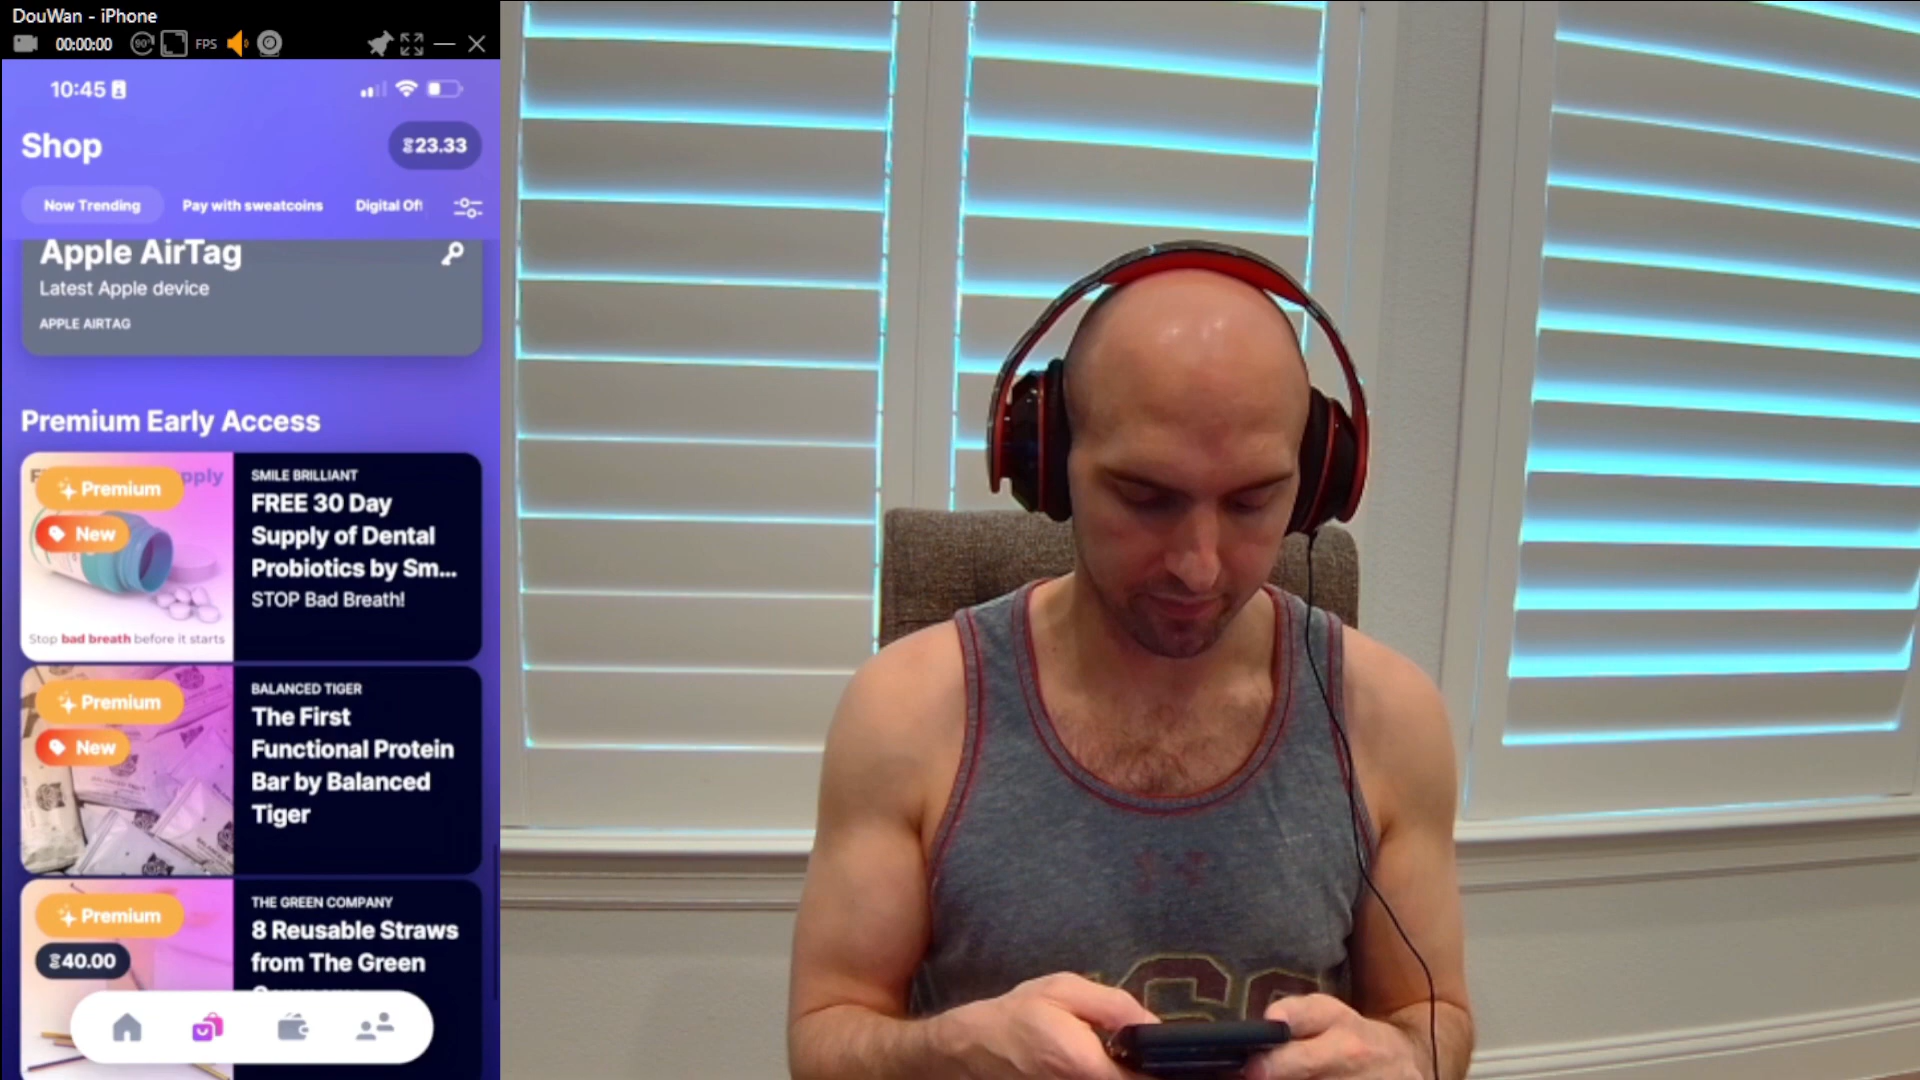 DouWan - iPhone
00:00:00
90°
FPS
10:45
Shop
23.33
Now Trending
Pay with sweatcoins
Digital Off
Apple AirTag
Latest Apple device
APPLE AIRTAG
Premium Early Access
Premium
New
Stop bad breath before it starts
SMILE BRILLIANT
FREE 30 Day
Supply of Dental
Probiotics by Sm...
STOP Bad Breath!
Premium
New
BALANCED TIGER
The First
Functional Protein
Bar by Balanced
Tiger
Premium
40.00
THE GREEN COMPANY
8 Reusable Straws
from The Green